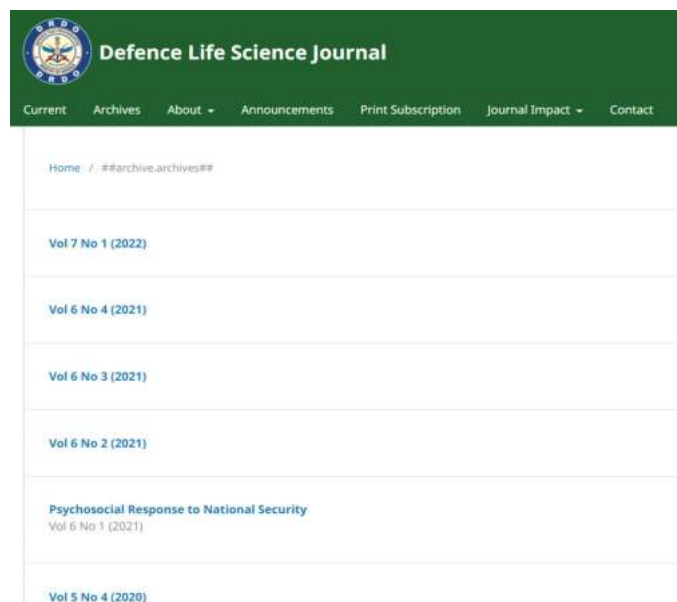 DRDO
Defence Life Science Journal
DRDO
Current Archives About Announcements Print Subscription Journal Impact Contact
Home / ##archive.archives##
Vol 7 No 1 (2022)
Vol 6 No 4 (2021)
Vol 6 No 3 (2021)
Vol 6 No 2 (2021)
Psychosocial Response to National Security
Vol 6 No 1 (2021)
Vol 5 No 4 (2020)